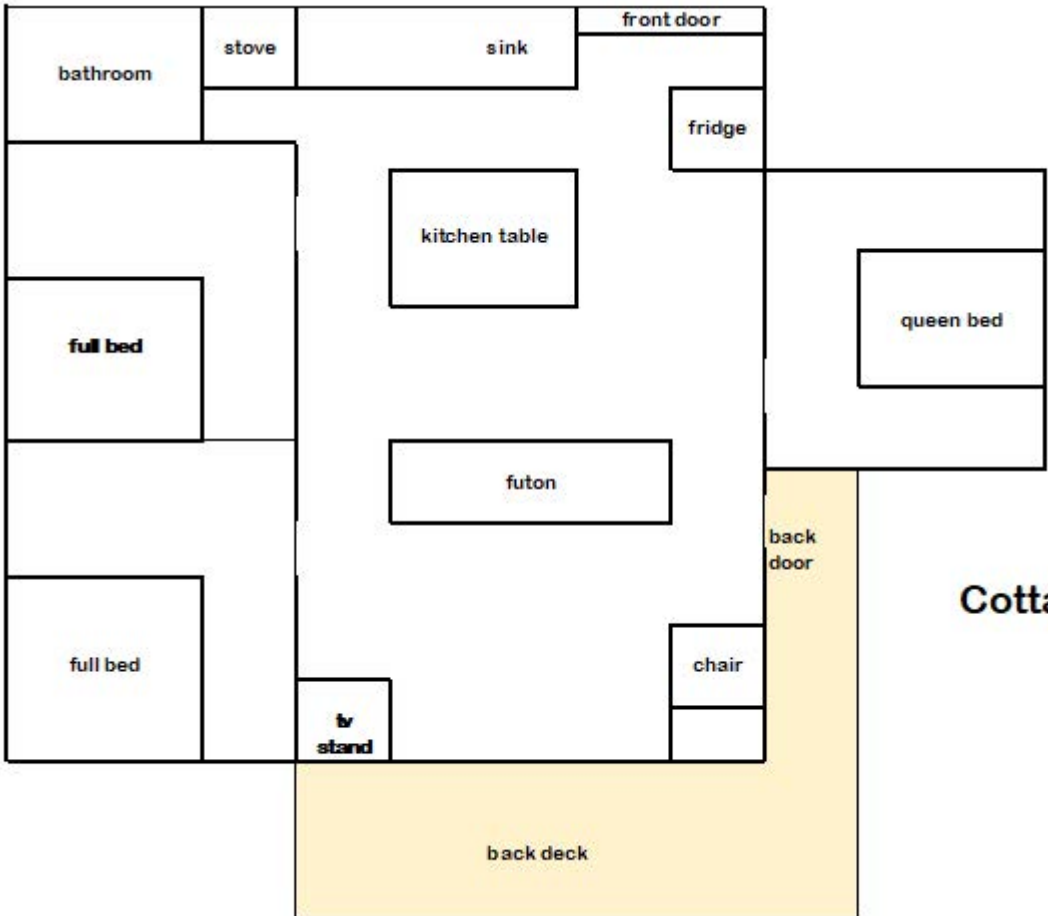 front door
stove
sink
bathroom
fridge
kitchen table
queen bed
full bed
futon
back
door
Cotta
full bed
chair
tv
stand
back deck